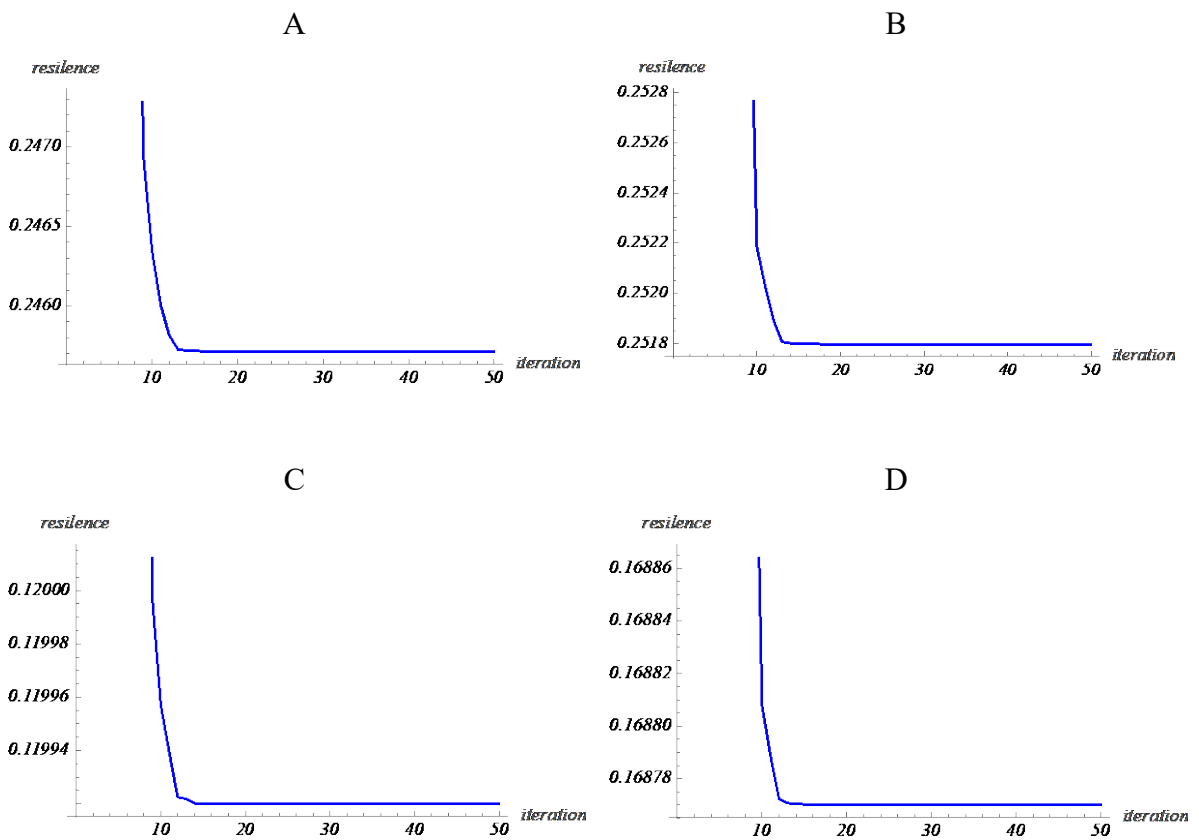 A
resilence
0.2470
0.2465
0.2460
10 20 30 40 50
iteration
B
resilence
0.2528
0.2526
0.2524
0.2522
0.2520
0.2518
10 20 30 40 50
iteration
C
resilence
0.12000
0.11998
0.11996
0.11994
10 20 30 40 50
iteration
D
resilence
0.16886
0.16884
0.16882
0.16880
0.16878
10 20 30 40 50
iteration